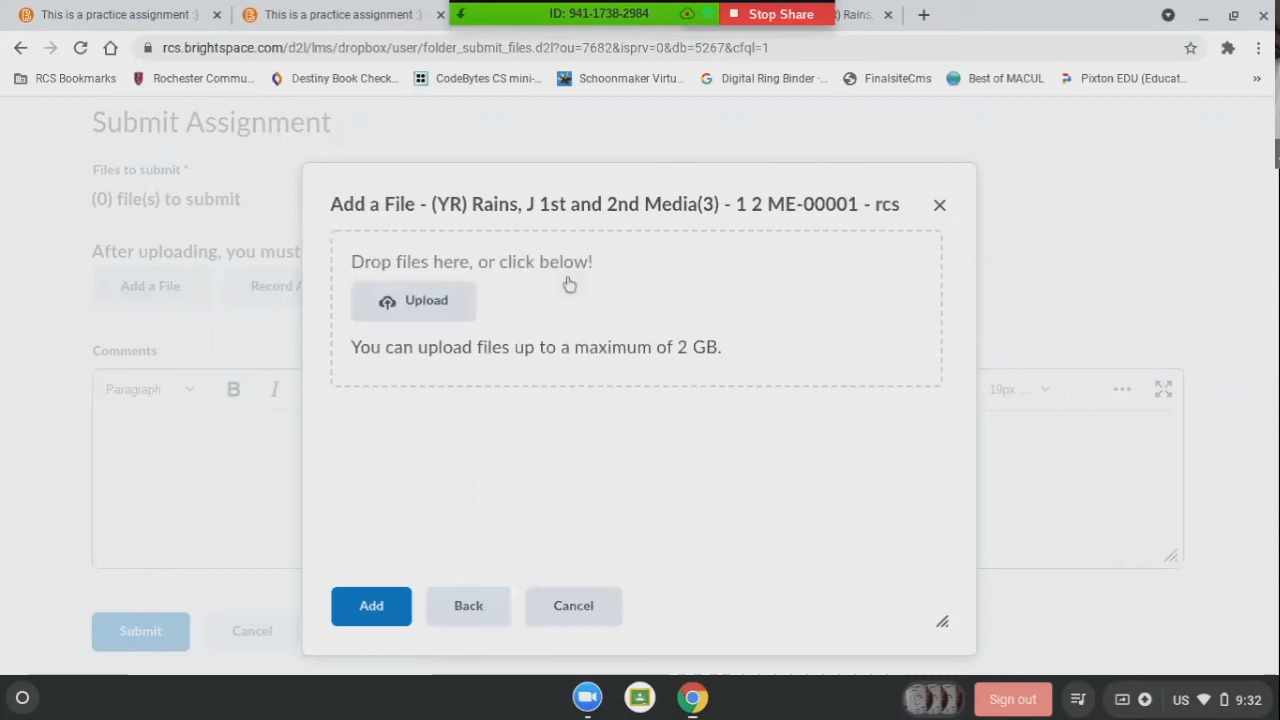 This is a practice assignment :)
This is a practice assignment :)
ID: 941-1738-2984
Stop Share
Rains,
rcs.brightspace.com/d2l/lms/dropbox/user/folder_submit_files.d2l?ou=7682&isprv=0&db=5267&cfql=1
RCS Bookmarks
Rochester Commu...
Destiny Book Check...
CodeBytes CS mini-...
Schoonmaker Virtu...
Digital Ring Binder ·...
FinalsiteCms
Best of MACUL
Pixton EDU (Educat...
»
Submit Assignment
Files to submit *
(0) file(s) to submit
After uploading, you must
Add a File
Record A
Comments
Paragraph
B
I
19px ...
Submit
Cancel
Add a File - (YR) Rains, J 1st and 2nd Media(3) - 1 2 ME-00001 - rcs
Drop files here, or click below!
Upload
You can upload files up to a maximum of 2 GB.
Add
Back
Cancel
Sign out
US
9:32